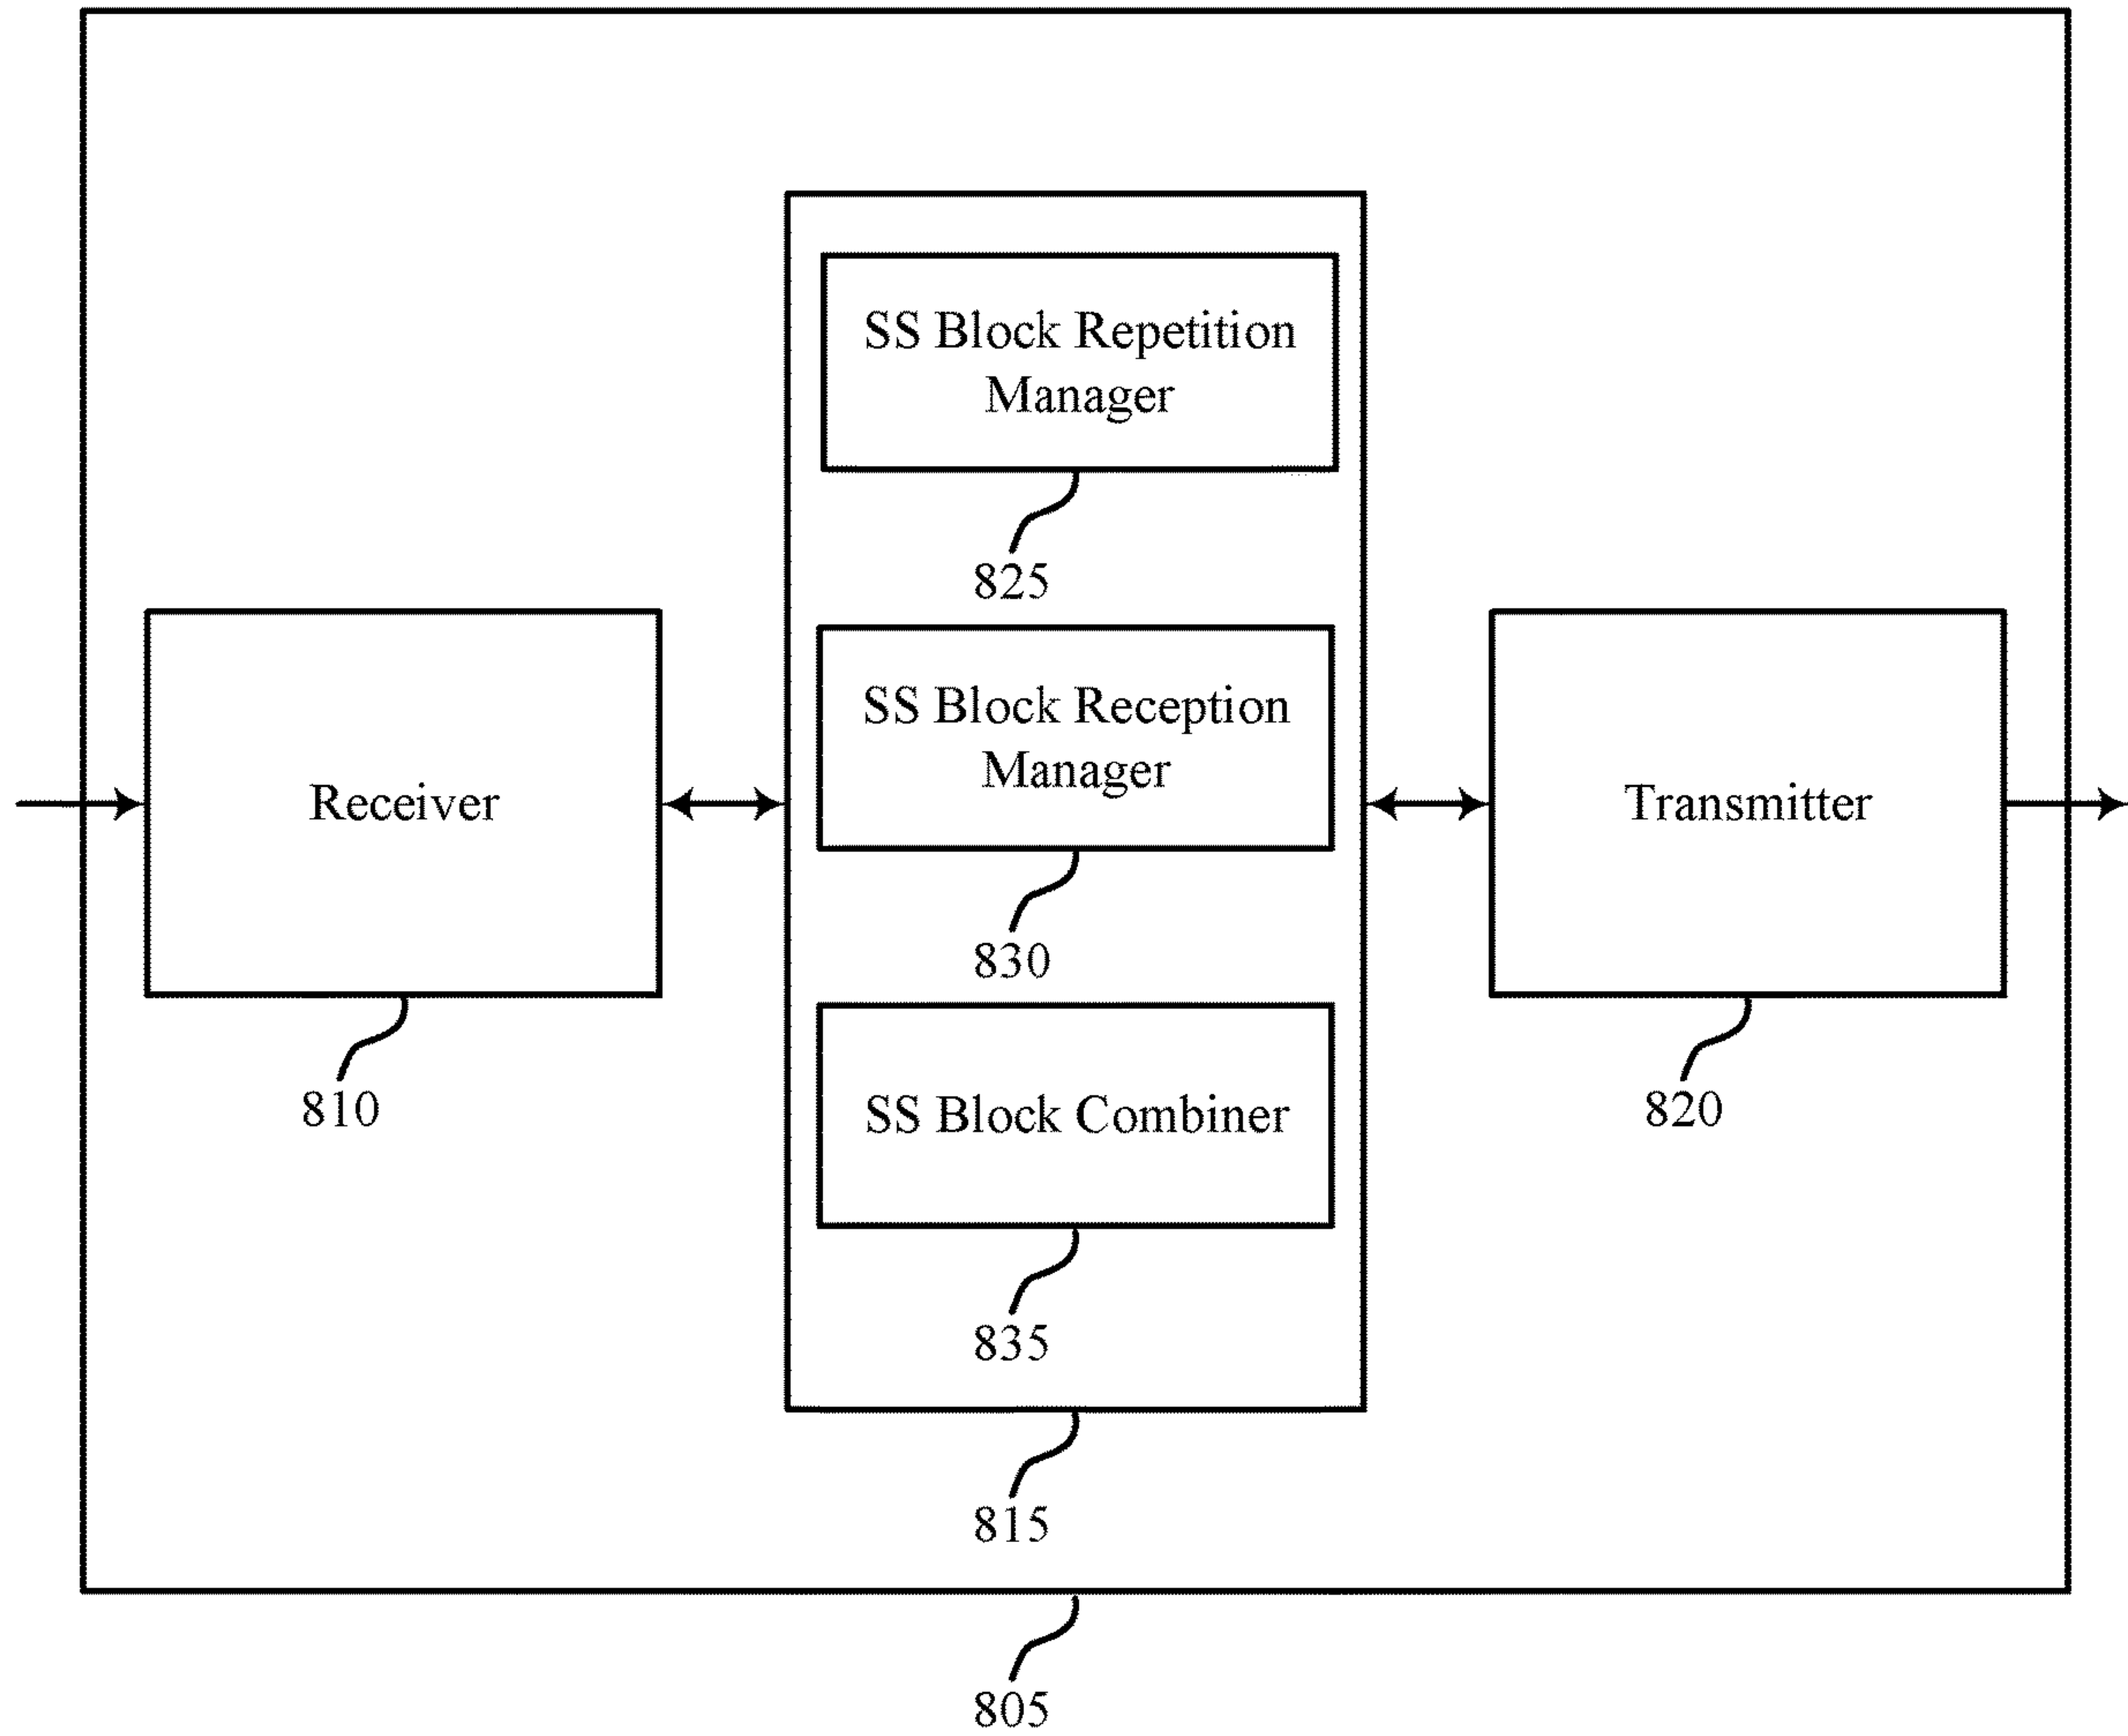 SS Block Repetition
Manager
825
SS Block Reception
Manager
830
SS Block Combiner
835
815
Receiver
810
Transmitter
820
805